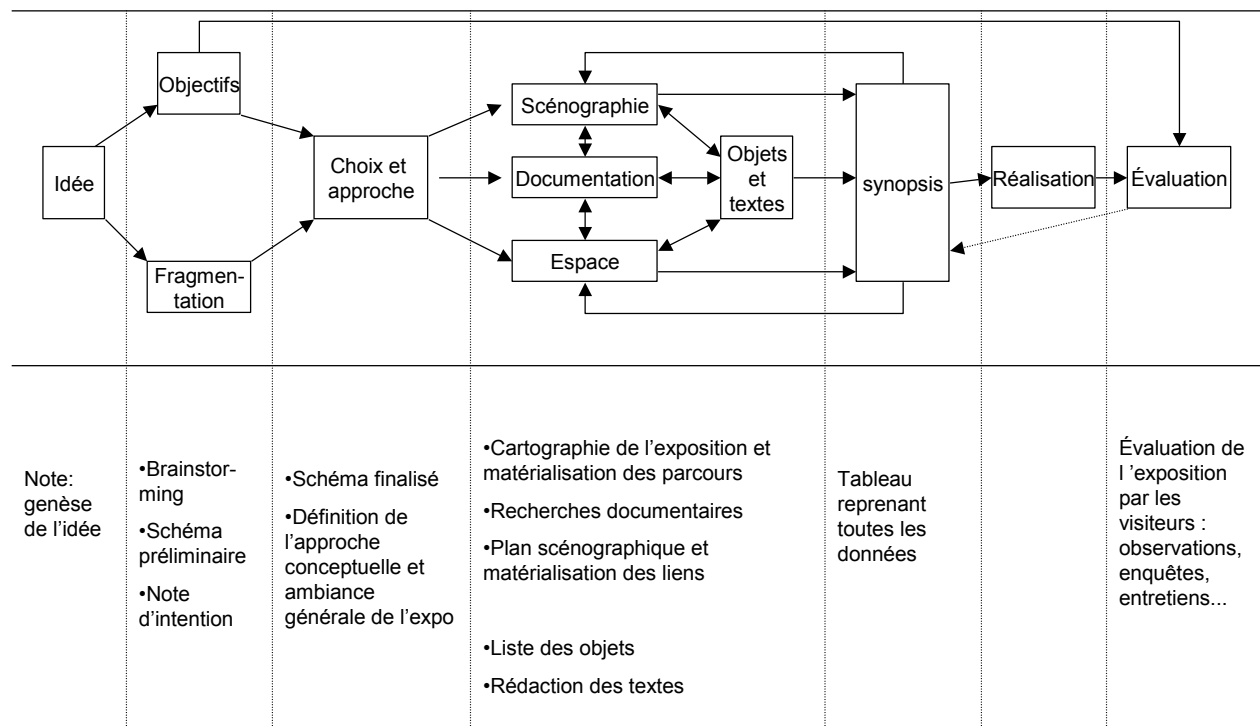 Objectifs
Idée
Fragmen-
tation
Choix et
approche
Scénographie
Documentation
Espace
Objets
et
textes
synopsis
Réalisation
Évaluation
Note:
genèse
de l’idée
•Brainstor-
ming
•Schéma
préliminaire
•Note
d’intention
•Schéma finalisé
•Définition de
l’approche
conceptuelle et
ambiance
générale de l’expo
•Cartographie de l’exposition et
matérialisation des parcours
•Recherches documentaires
•Plan scénographique et
matérialisation des liens
•Liste des objets
•Rédaction des textes
Tableau
reprenant
toutes les
données
Évaluation de
l ’exposition
par les
visiteurs :
observations,
enquêtes,
entretiens...